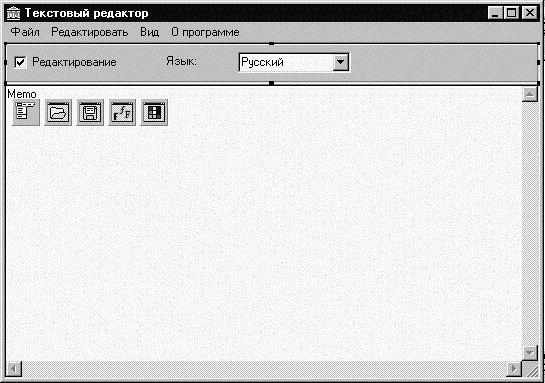 Текстовый редактор
Файл Редактировать Вид О программе
Редактирование Язык: Русский
Memo
F f F